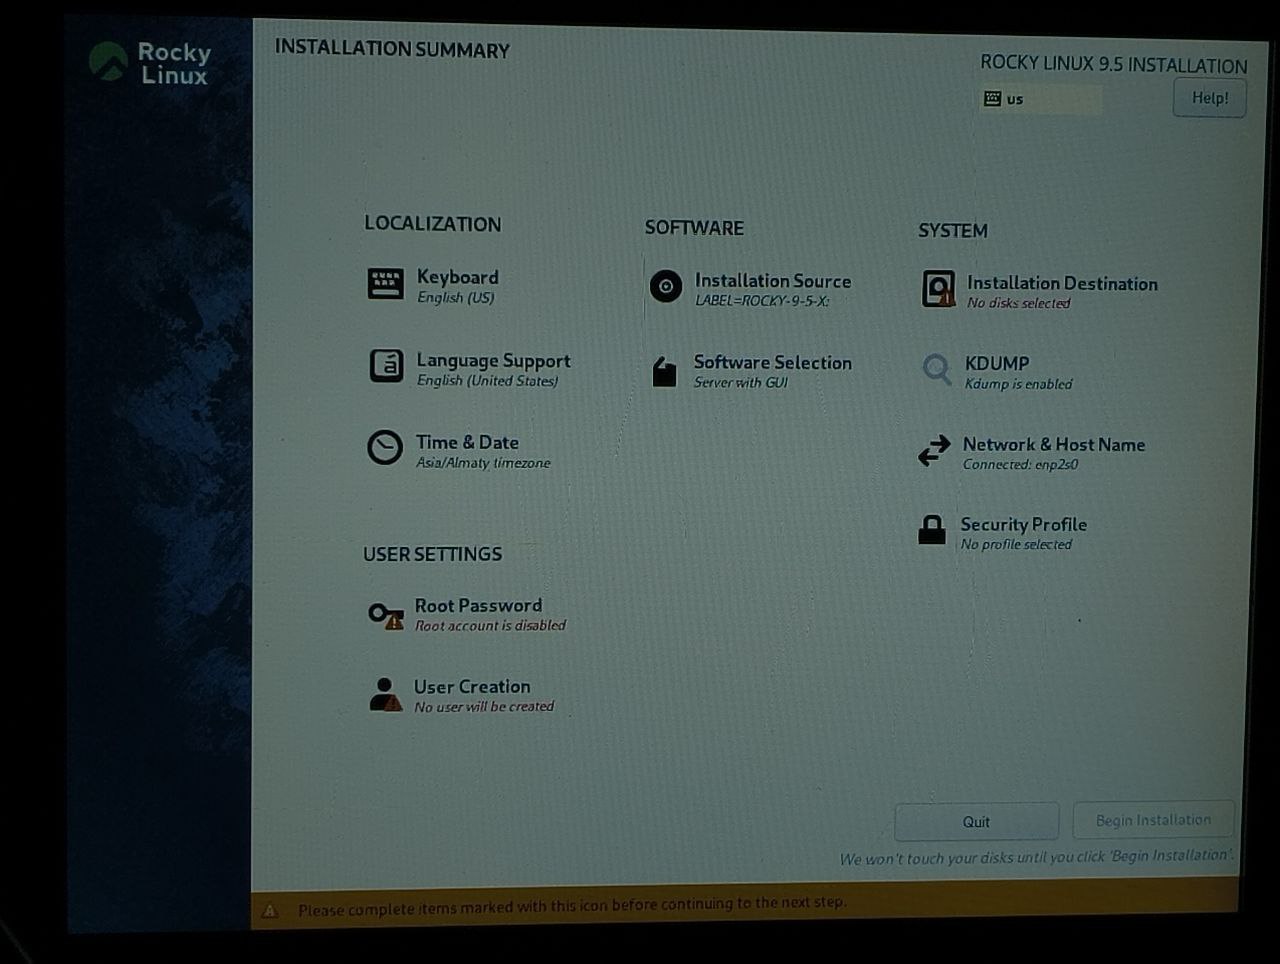 Rocky
Linux
INSTALLATION SUMMARY
ROCKY LINUX 9.5 INSTALLATION
us
Help!
LOCALIZATION
Keyboard
English (US)
Language Support
English (United States)
Time & Date
Asia/Almaty timezone
SOFTWARE
Installation Source
LABEL=ROCKY-9-5-X:
Software Selection
Server with GUI
SYSTEM
Installation Destination
No disks selected
KDUMP
Kdump is enabled
Network & Host Name
Connected: enp2s0
Security Profile
No profile selected
USER SETTINGS
Root Password
Root account is disabled
User Creation
No user will be created
Quit
Begin Installation
We won't touch your disks until you click 'Begin Installation'.
Please complete items marked with this icon before continuing to the next step.